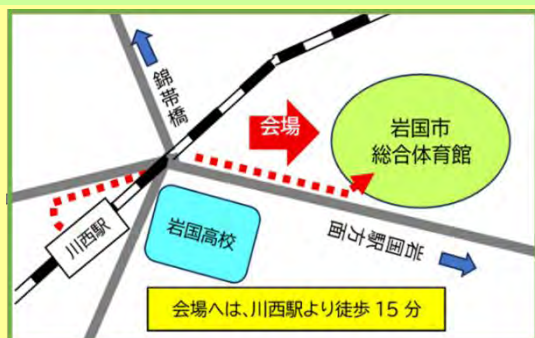 錦帯橋
会場
岩国市
総合体育館
川西駅
岩国高校
岩国駅方面
会場へは、川西駅より徒歩 15 分